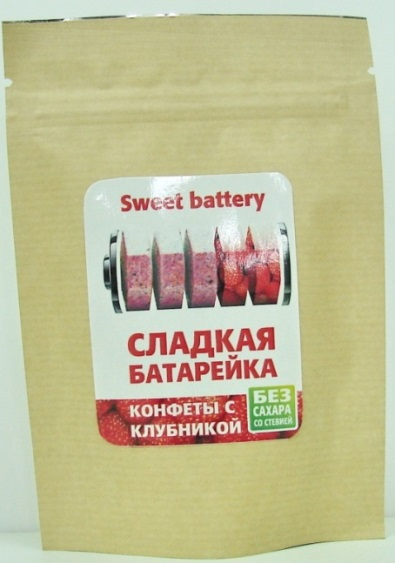 Sweet battery
СЛАДКАЯ
БАТАРЕЙКА
КОНФЕТЫ С
КЛУБНИКОЙ
БЕЗ
САХАРА
СО СТЕВИЕЙ